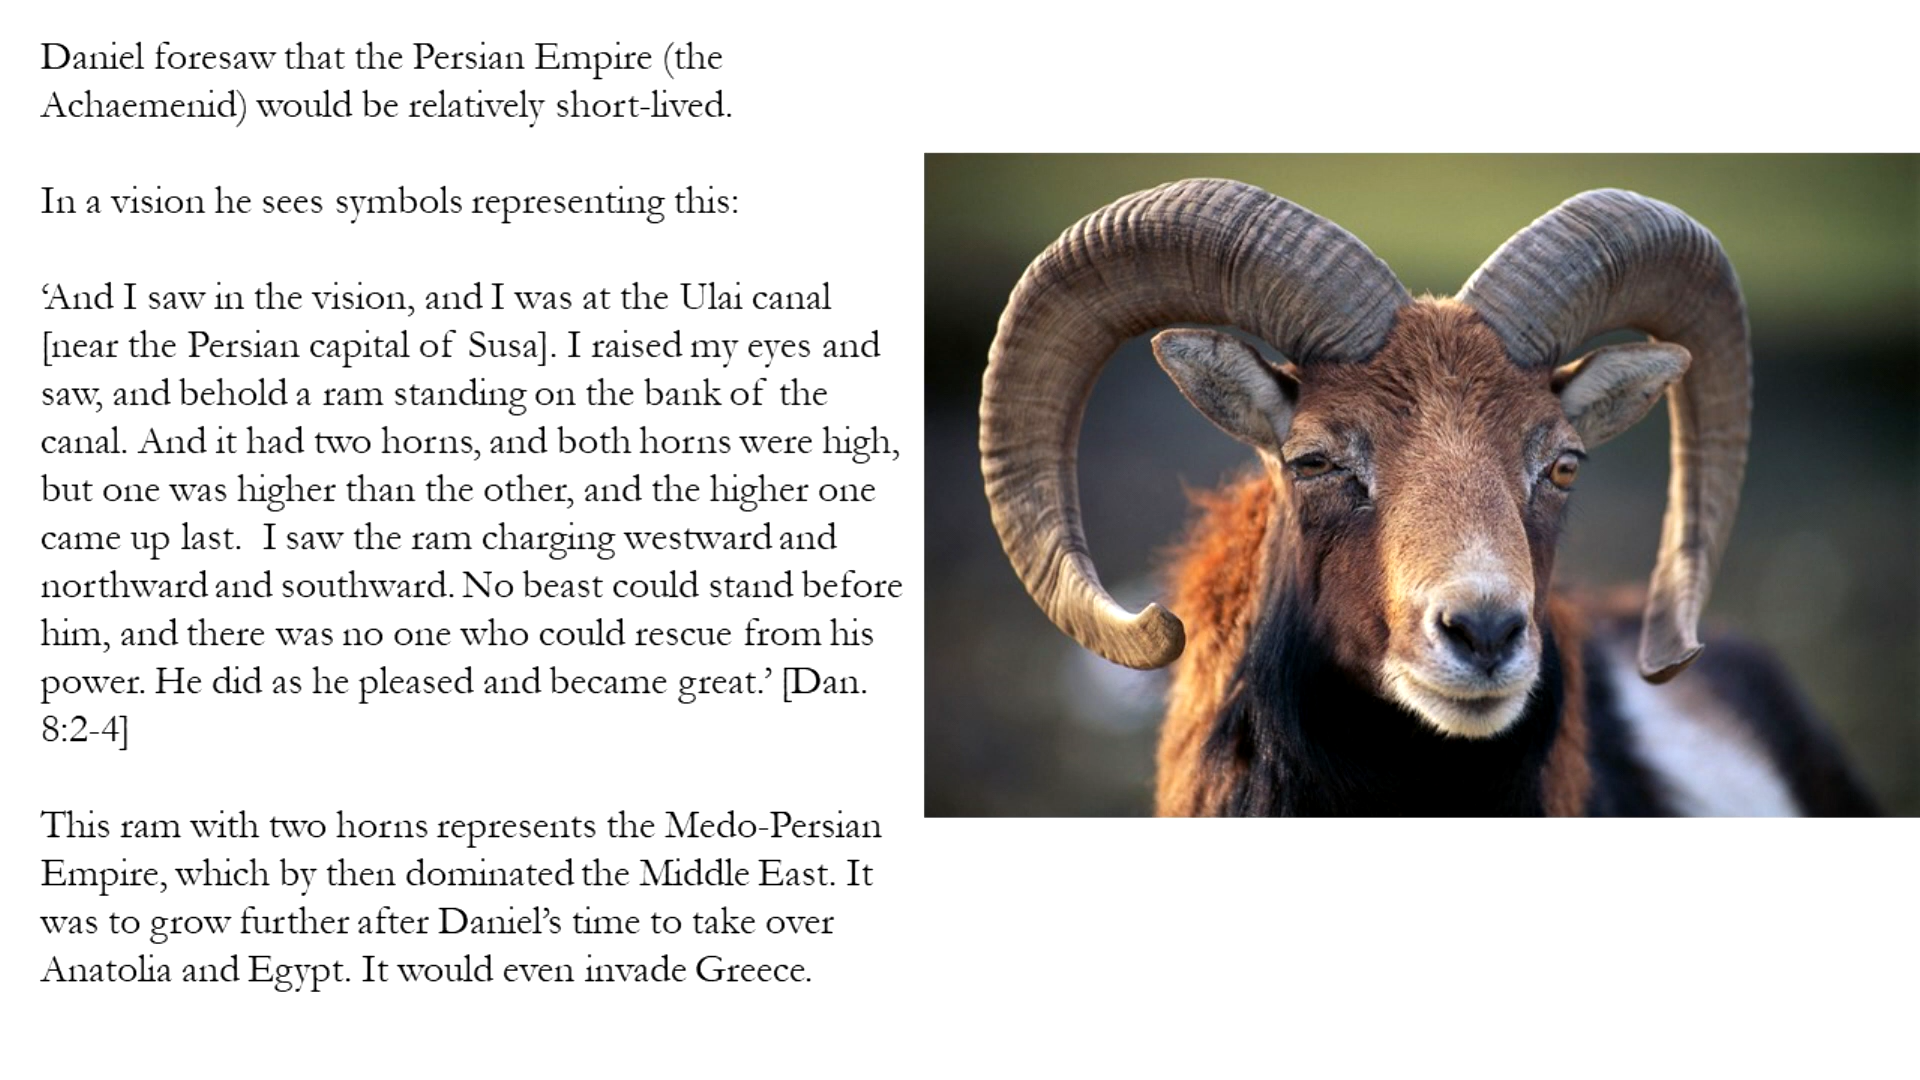 Daniel foresaw that the Persian Empire (the
Achaemenid) would be relatively short-lived.
In a vision he sees symbols representing this:
‘And I saw in the vision, and I was at the Ulai canal
[near the Persian capital of Susa]. I raised my eyes and
saw, and behold a ram standing on the bank of the
canal. And it had two horns, and both horns were high,
but one was higher than the other, and the higher one
came up last.  I saw the ram charging westward and
northward and southward. No beast could stand before
him, and there was no one who could rescue from his
power. He did as he pleased and became great.’ [Dan.
8:2-4]
This ram with two horns represents the Medo-Persian
Empire, which by then dominated the Middle East. It
was to grow further after Daniel’s time to take over
Anatolia and Egypt. It would even invade Greece.